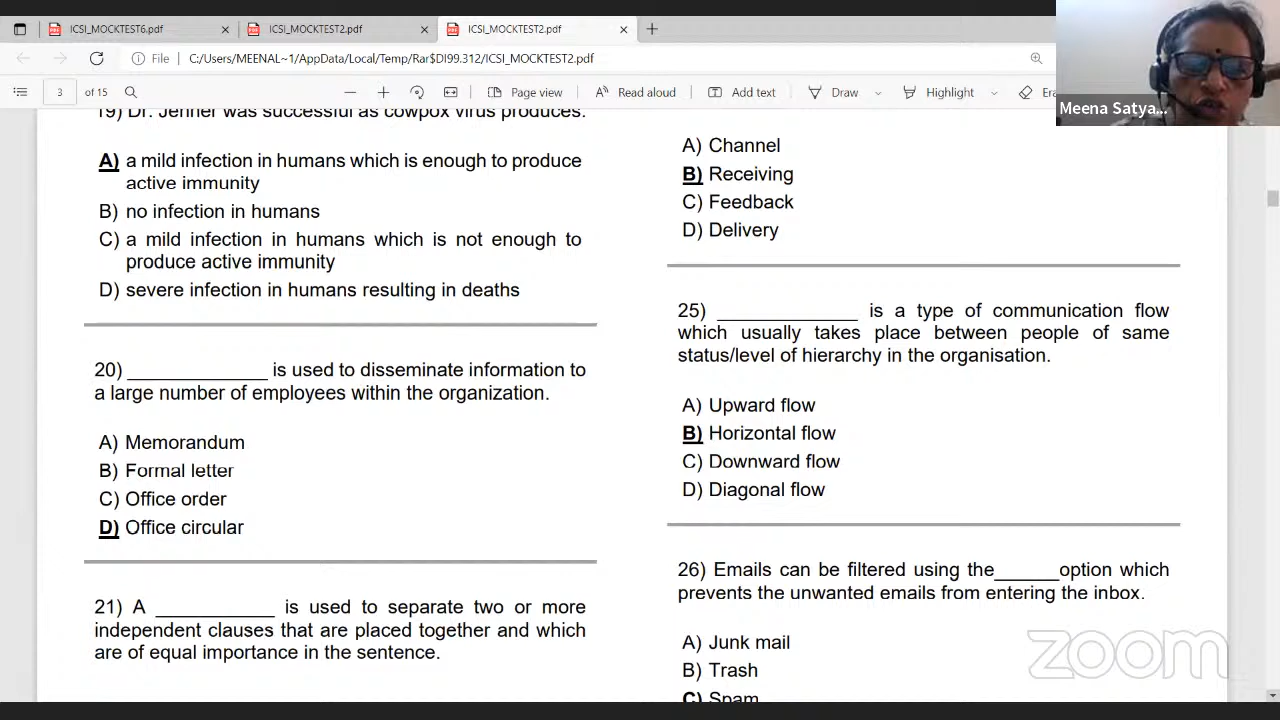 ICSI_MOCKTEST6.pdf
ICSI_MOCKTEST2.pdf
ICSI_MOCKTEST2.pdf
File
C:/Users/MEENAL~1/AppData/Local/Temp/Rar$DI99.312/ICSI_MOCKTEST2.pdf
3 of 15
Page view
Read aloud
Add text
Draw
Highlight
Era
Meena Satya...
19) Dr. Jenner was successful as cowpox virus produces:
A) a mild infection in humans which is enough to produce
active immunity
B) no infection in humans
C) a mild infection in humans which is not enough to
produce active immunity
D) severe infection in humans resulting in deaths
20) _____________ is used to disseminate information to
a large number of employees within the organization.
A) Memorandum
B) Formal letter
C) Office order
D) Office circular
21) A ___________ is used to separate two or more
independent clauses that are placed together and which
are of equal importance in the sentence.
A) Channel
B) Receiving
C) Feedback
D) Delivery
25) _____________ is a type of communication flow
which usually takes place between people of same
status/level of hierarchy in the organisation.
A) Upward flow
B) Horizontal flow
C) Downward flow
D) Diagonal flow
26) Emails can be filtered using the______option which
prevents the unwanted emails from entering the inbox.
A) Junk mail
B) Trash
C) Spam
zoom